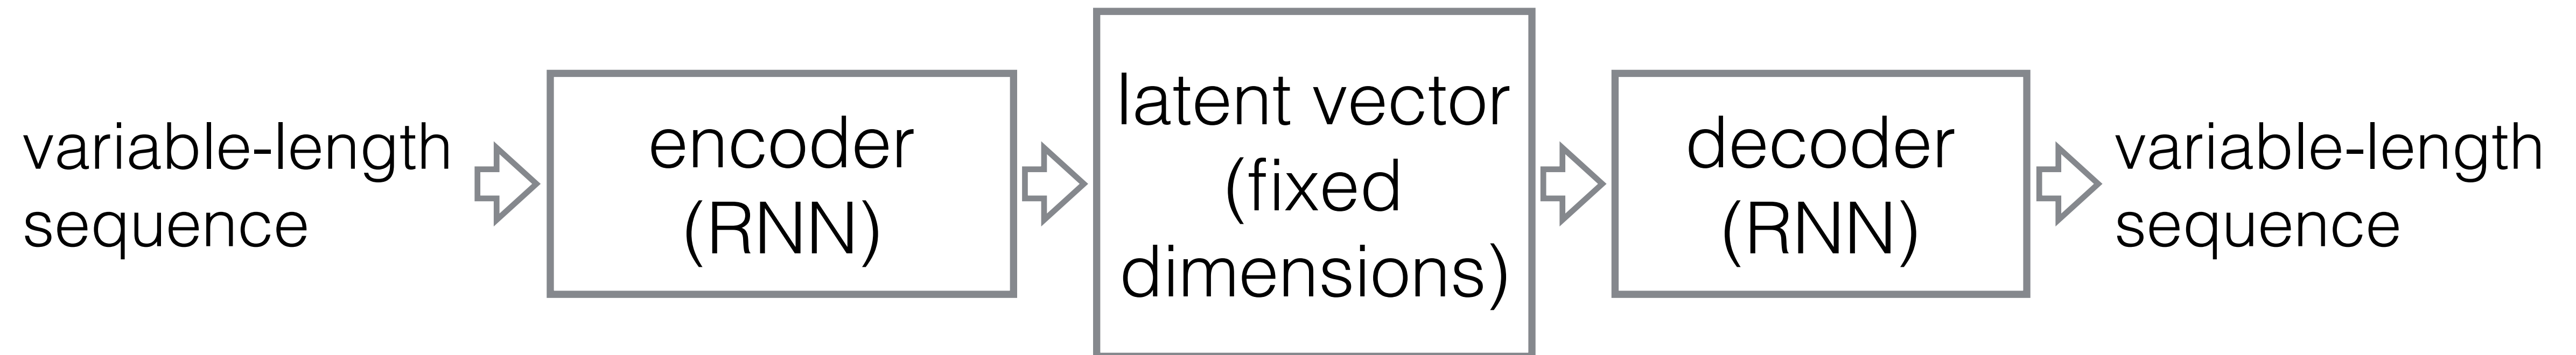 variable-length
sequence
encoder
(RNN)
latent vector
(fixed
dimensions)
decoder
(RNN)
variable-length
sequence